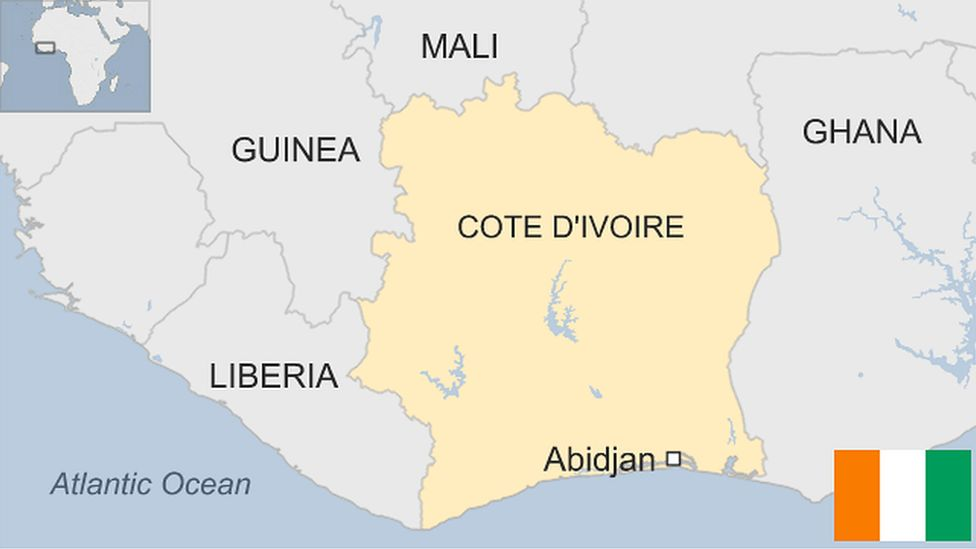 MALI
GHANA
GUINEA
COTE D'IVOIRE
LIBERIA
Abidjan
Atlantic Ocean